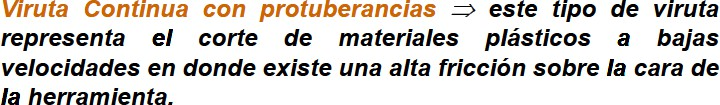 Viruta Continua con protuberancias ⇒ este tipo de viruta
representa el corte de materiales plásticos a bajas
velocidades en donde existe una alta fricción sobre la cara de
la herramienta.